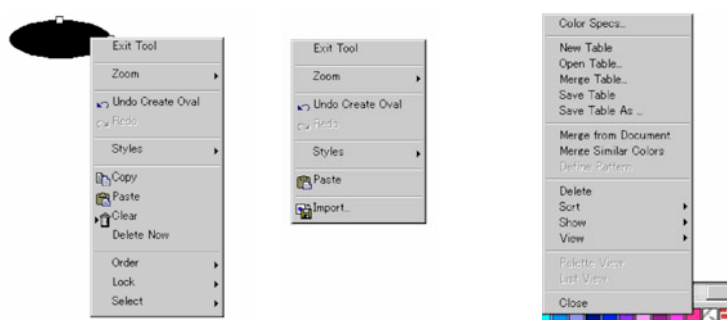 Exit Tool
Zoom
Undo Create Oval
Redo
Styles
Copy
Paste
Clear
Delete Now
Order
Lock
Select
Exit Tool
Zoom
Undo Create Oval
Redo
Styles
Paste
Import...
Color Specs...
New Table
Open Table...
Merge Table...
Save Table
Save Table As ...
Merge from Document
Merge Similar Colors
Define Pattern
Delete
Sort
Show
View
Palette View
List View
Close